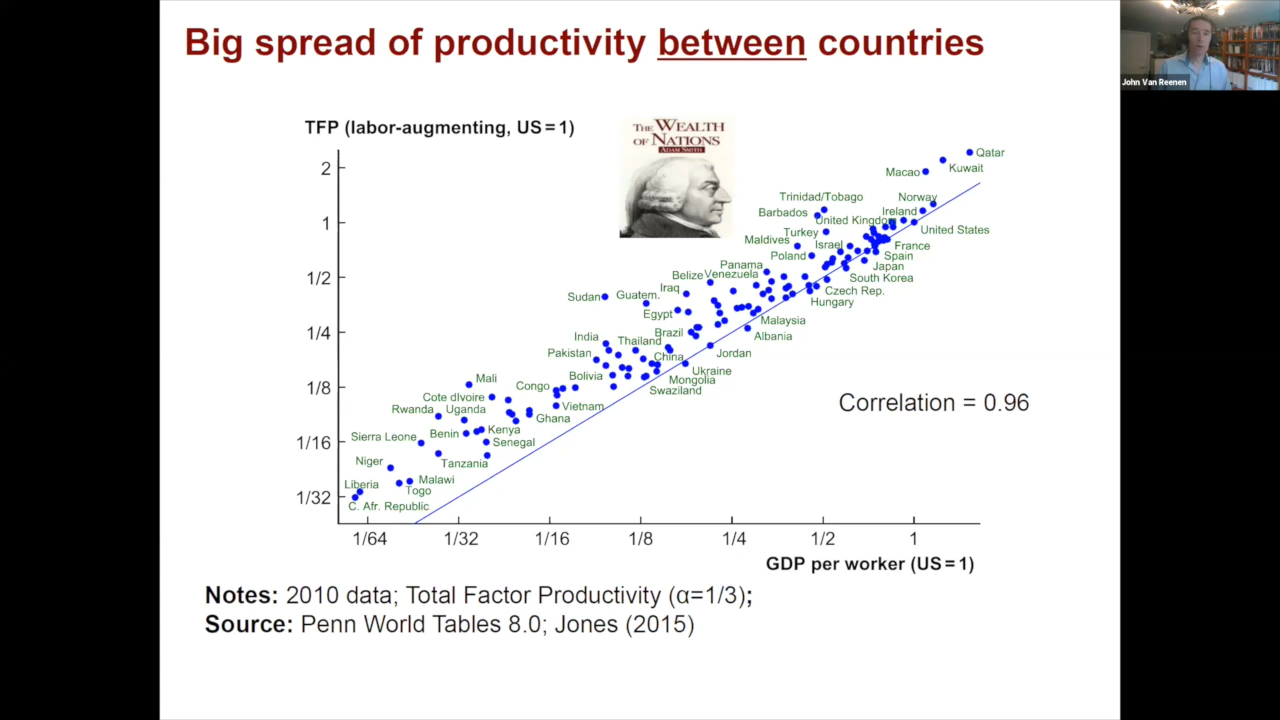 Big spread of productivity between countries
John Van Reenen
TFP (labor-augmenting, US = 1)
THE WEALTH
OF NATIONS
ADAM SMITH
2
1
1/2
1/4
1/8
1/16
1/32
Qatar
Kuwait
Macao
Norway
Trinidad/Tobago
Ireland
Barbados
United Kingdom
United States
Turkey
Maldives
Israel
France
Poland
Spain
Japan
Panama
South Korea
Belize
Venezuela
Czech Rep.
Iraq
Hungary
Sudan
Guatem.
Egypt
Malaysia
Brazil
Albania
India
Thailand
Pakistan
China
Jordan
Ukraine
Bolivia
Mongolia
Mali
Congo
Swaziland
Cote dIvoire
Vietnam
Rwanda
Uganda
Ghana
Kenya
Benin
Sierra Leone
Senegal
Niger
Tanzania
Malawi
Liberia
Togo
C. Afr. Republic
Correlation = 0.96
1/64
1/32
1/16
1/8
1/4
1/2
1
GDP per worker (US = 1)
Notes: 2010 data; Total Factor Productivity (α=1/3);
Source: Penn World Tables 8.0; Jones (2015)